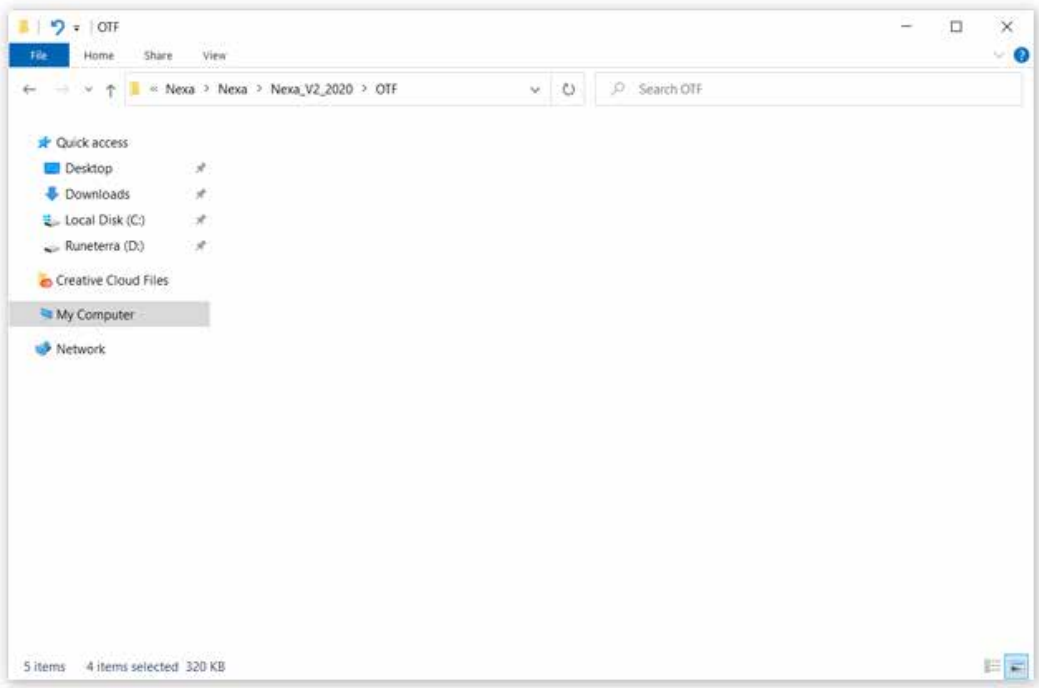 OTF
File Home Share View
« Nexa > Nexa > Nexa_V2_2020 > OTF Search OTF
Quick access
Desktop
Downloads
Local Disk (C:)
Runeterra (D:)
Creative Cloud Files
My Computer
Network
5 items 4 items selected 320 KB